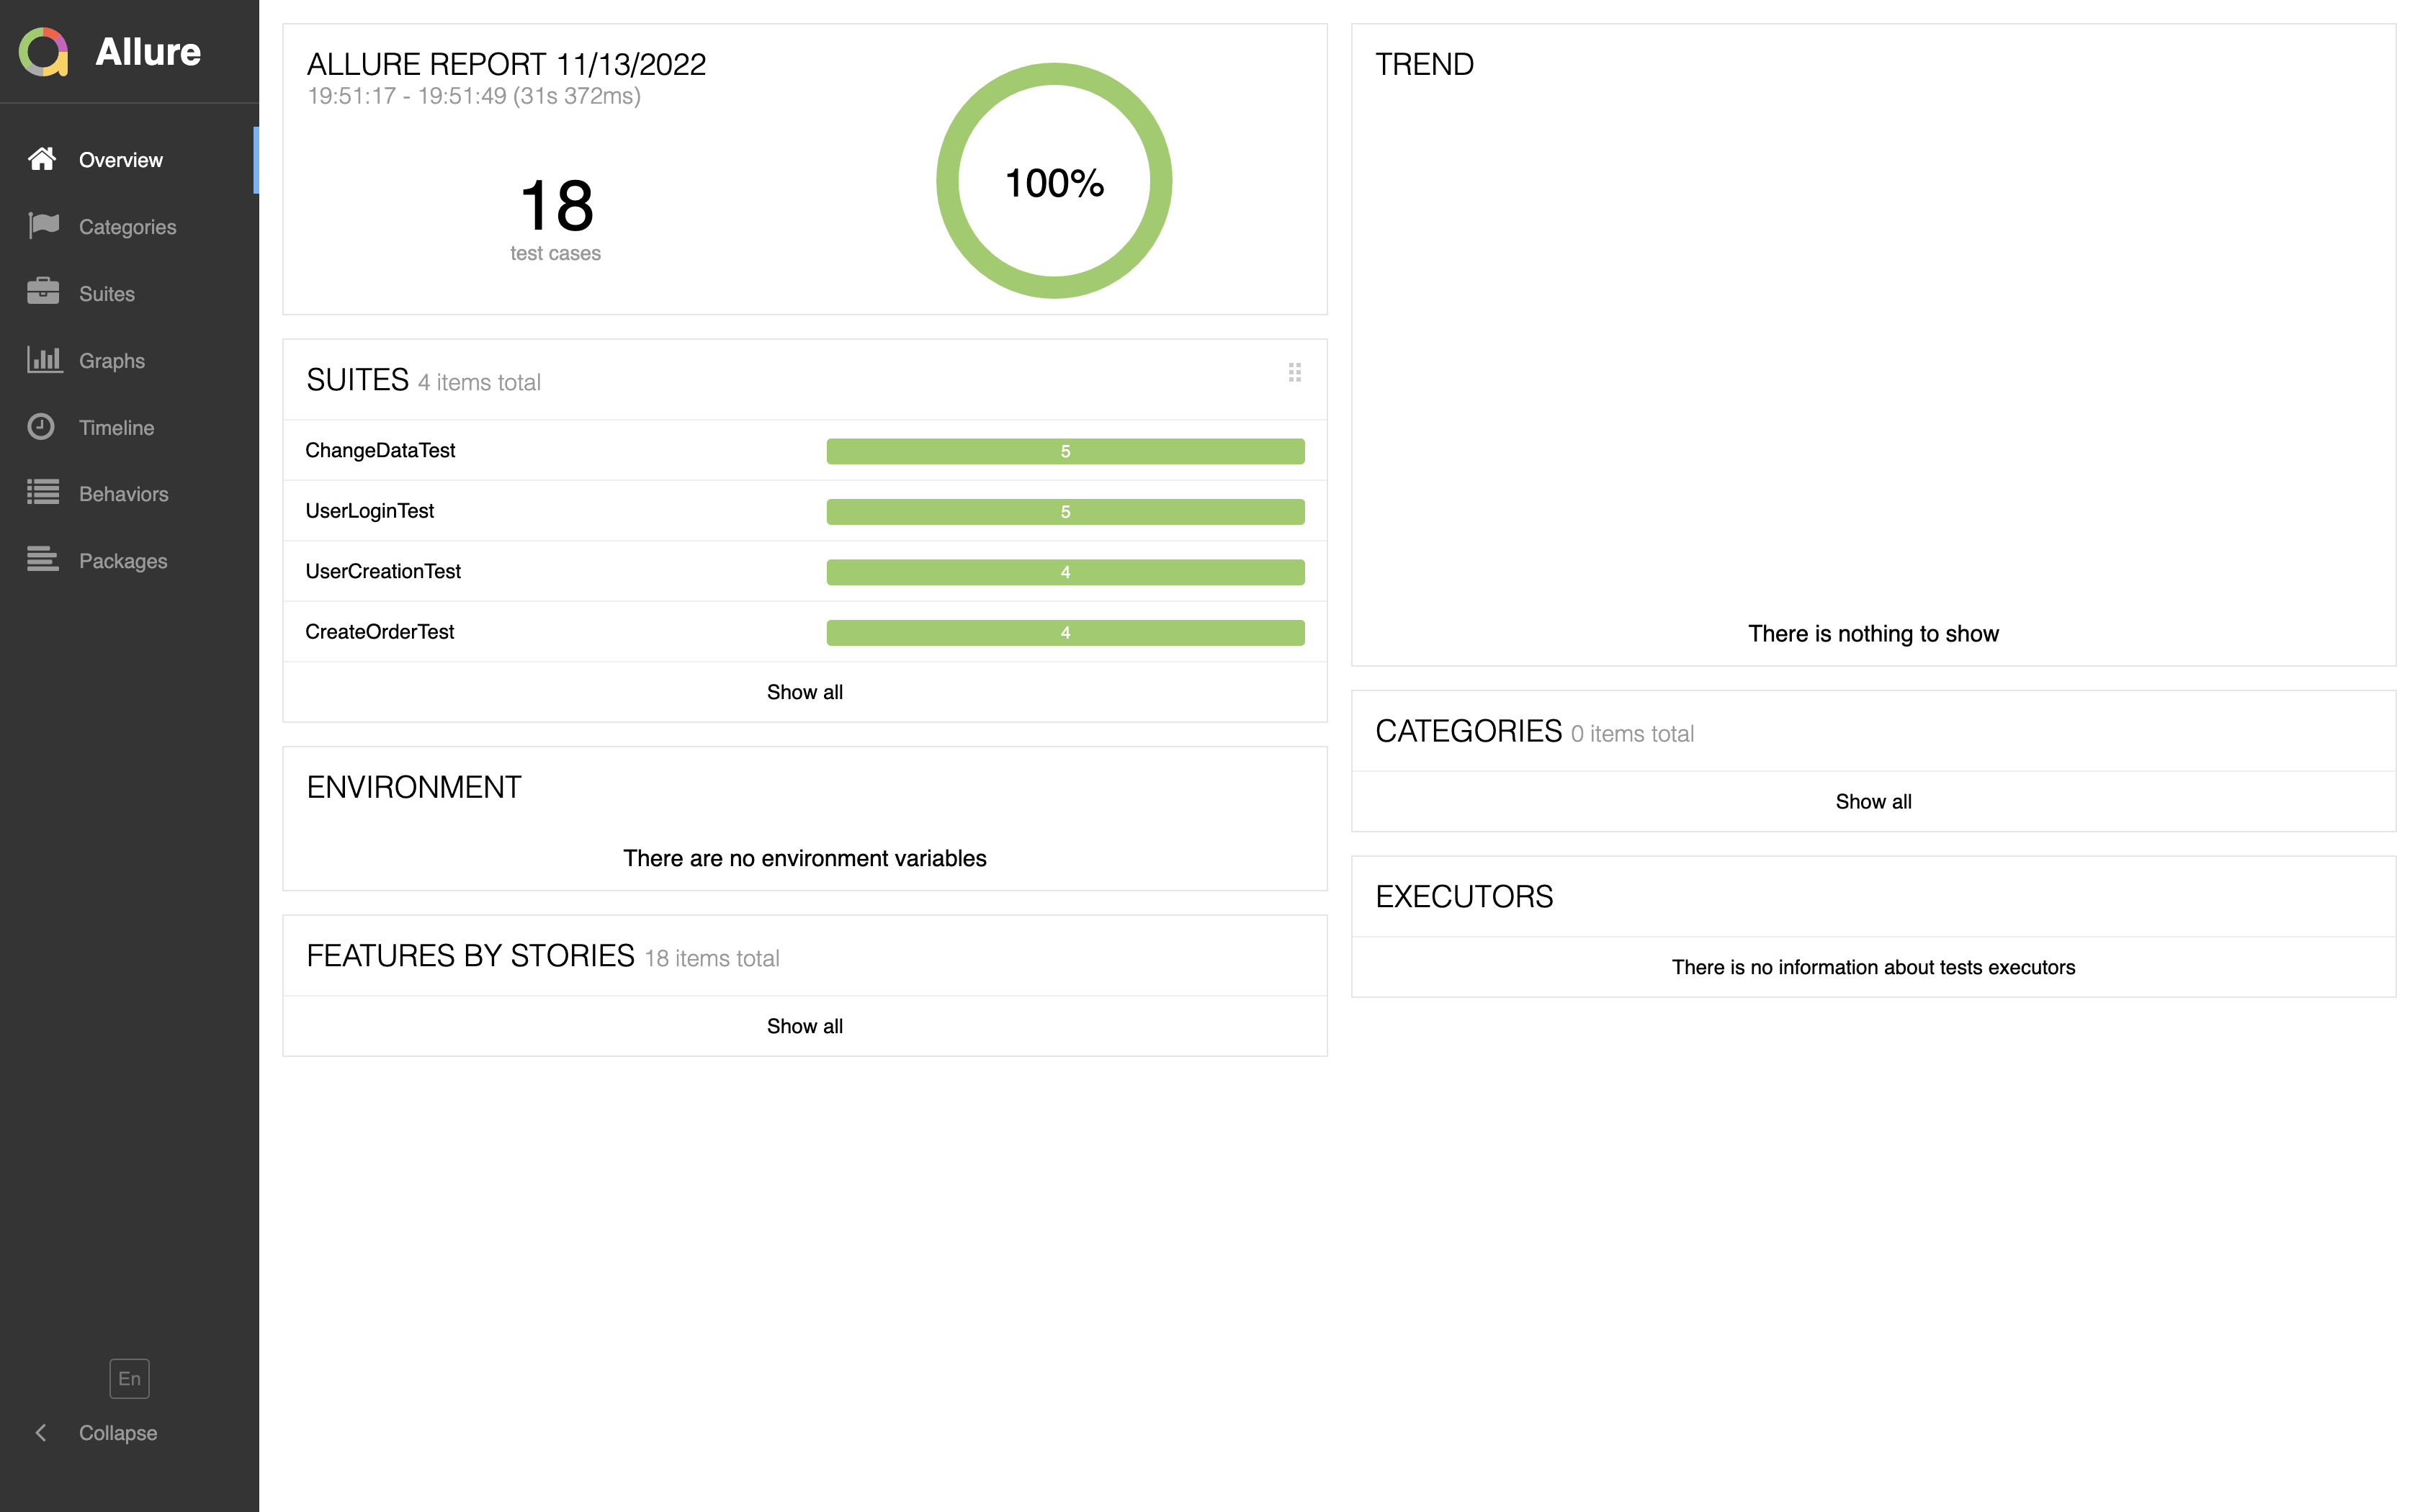 Allure
Overview
Categories
Suites
Graphs
Timeline
Behaviors
Packages
En
Collapse
ALLURE REPORT 11/13/2022
19:51:17 - 19:51:49 (31s 372ms)
18
test cases
100%
SUITES 4 items total
ChangeDataTest 5
UserLoginTest 5
UserCreationTest 4
CreateOrderTest 4
Show all
ENVIRONMENT
There are no environment variables
FEATURES BY STORIES 18 items total
Show all
TREND
There is nothing to show
CATEGORIES 0 items total
Show all
EXECUTORS
There is no information about tests executors